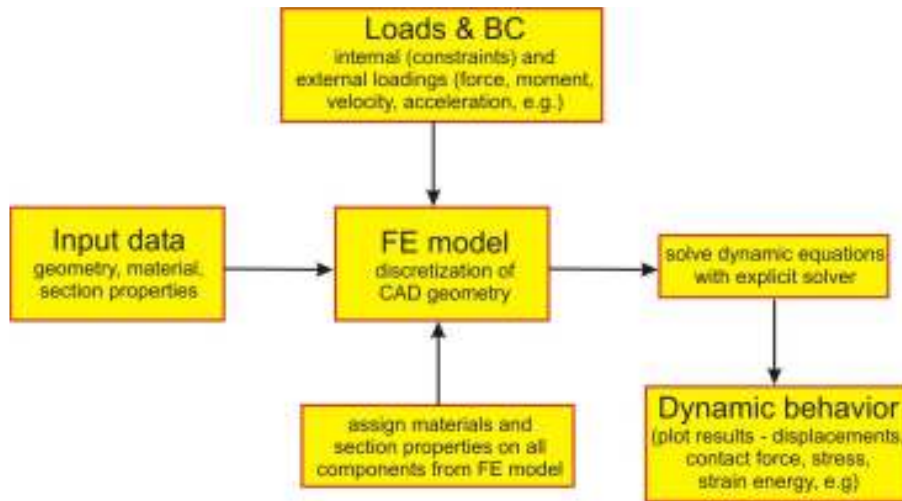 Loads & BC
internal (constraints) and
external loadings (force, moment,
velocity, acceleration, e.g.)
Input data
geometry, material,
section properties
FE model
discretization of
CAD geometry
solve dynamic equations
with explicit solver
assign materials and
section properties on all
components from FE model
Dynamic behavior
(plot results - displacements,
contact force, stress,
strain energy, e.g)